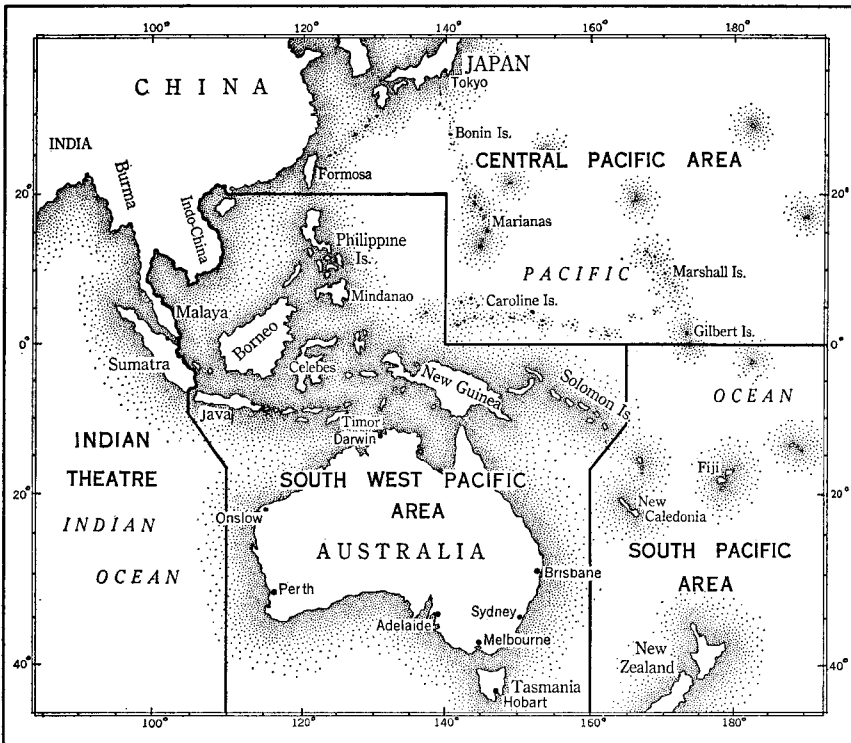 100° 120° 140° 160° 180°
JAPAN
Tokyo
CHINA
Bonin Is.
INDIA
CENTRAL PACIFIC AREA
Burma
Formosa
20° 20°
Indo-China
Marianas
Philippine
Is.
PACIFIC
Marshall Is.
Mindanao
Caroline Is.
Malaya
Gilbert Is.
Borneo
0° 0°
Sumatra
Celebes
New Guinea
Solomon Is.
OCEAN
Java
Timor
Darwin
INDIAN
THEATRE
SOUTH WEST PACIFIC
AREA
Fiji
20° 20°
New
Caledonia
Onslow
INDIAN
OCEAN
AUSTRALIA
SOUTH PACIFIC
AREA
Brisbane
Perth
Sydney
Adelaide
Melbourne
New
Zealand
40° 40°
Tasmania
Hobart
100° 120° 140° 160° 180°